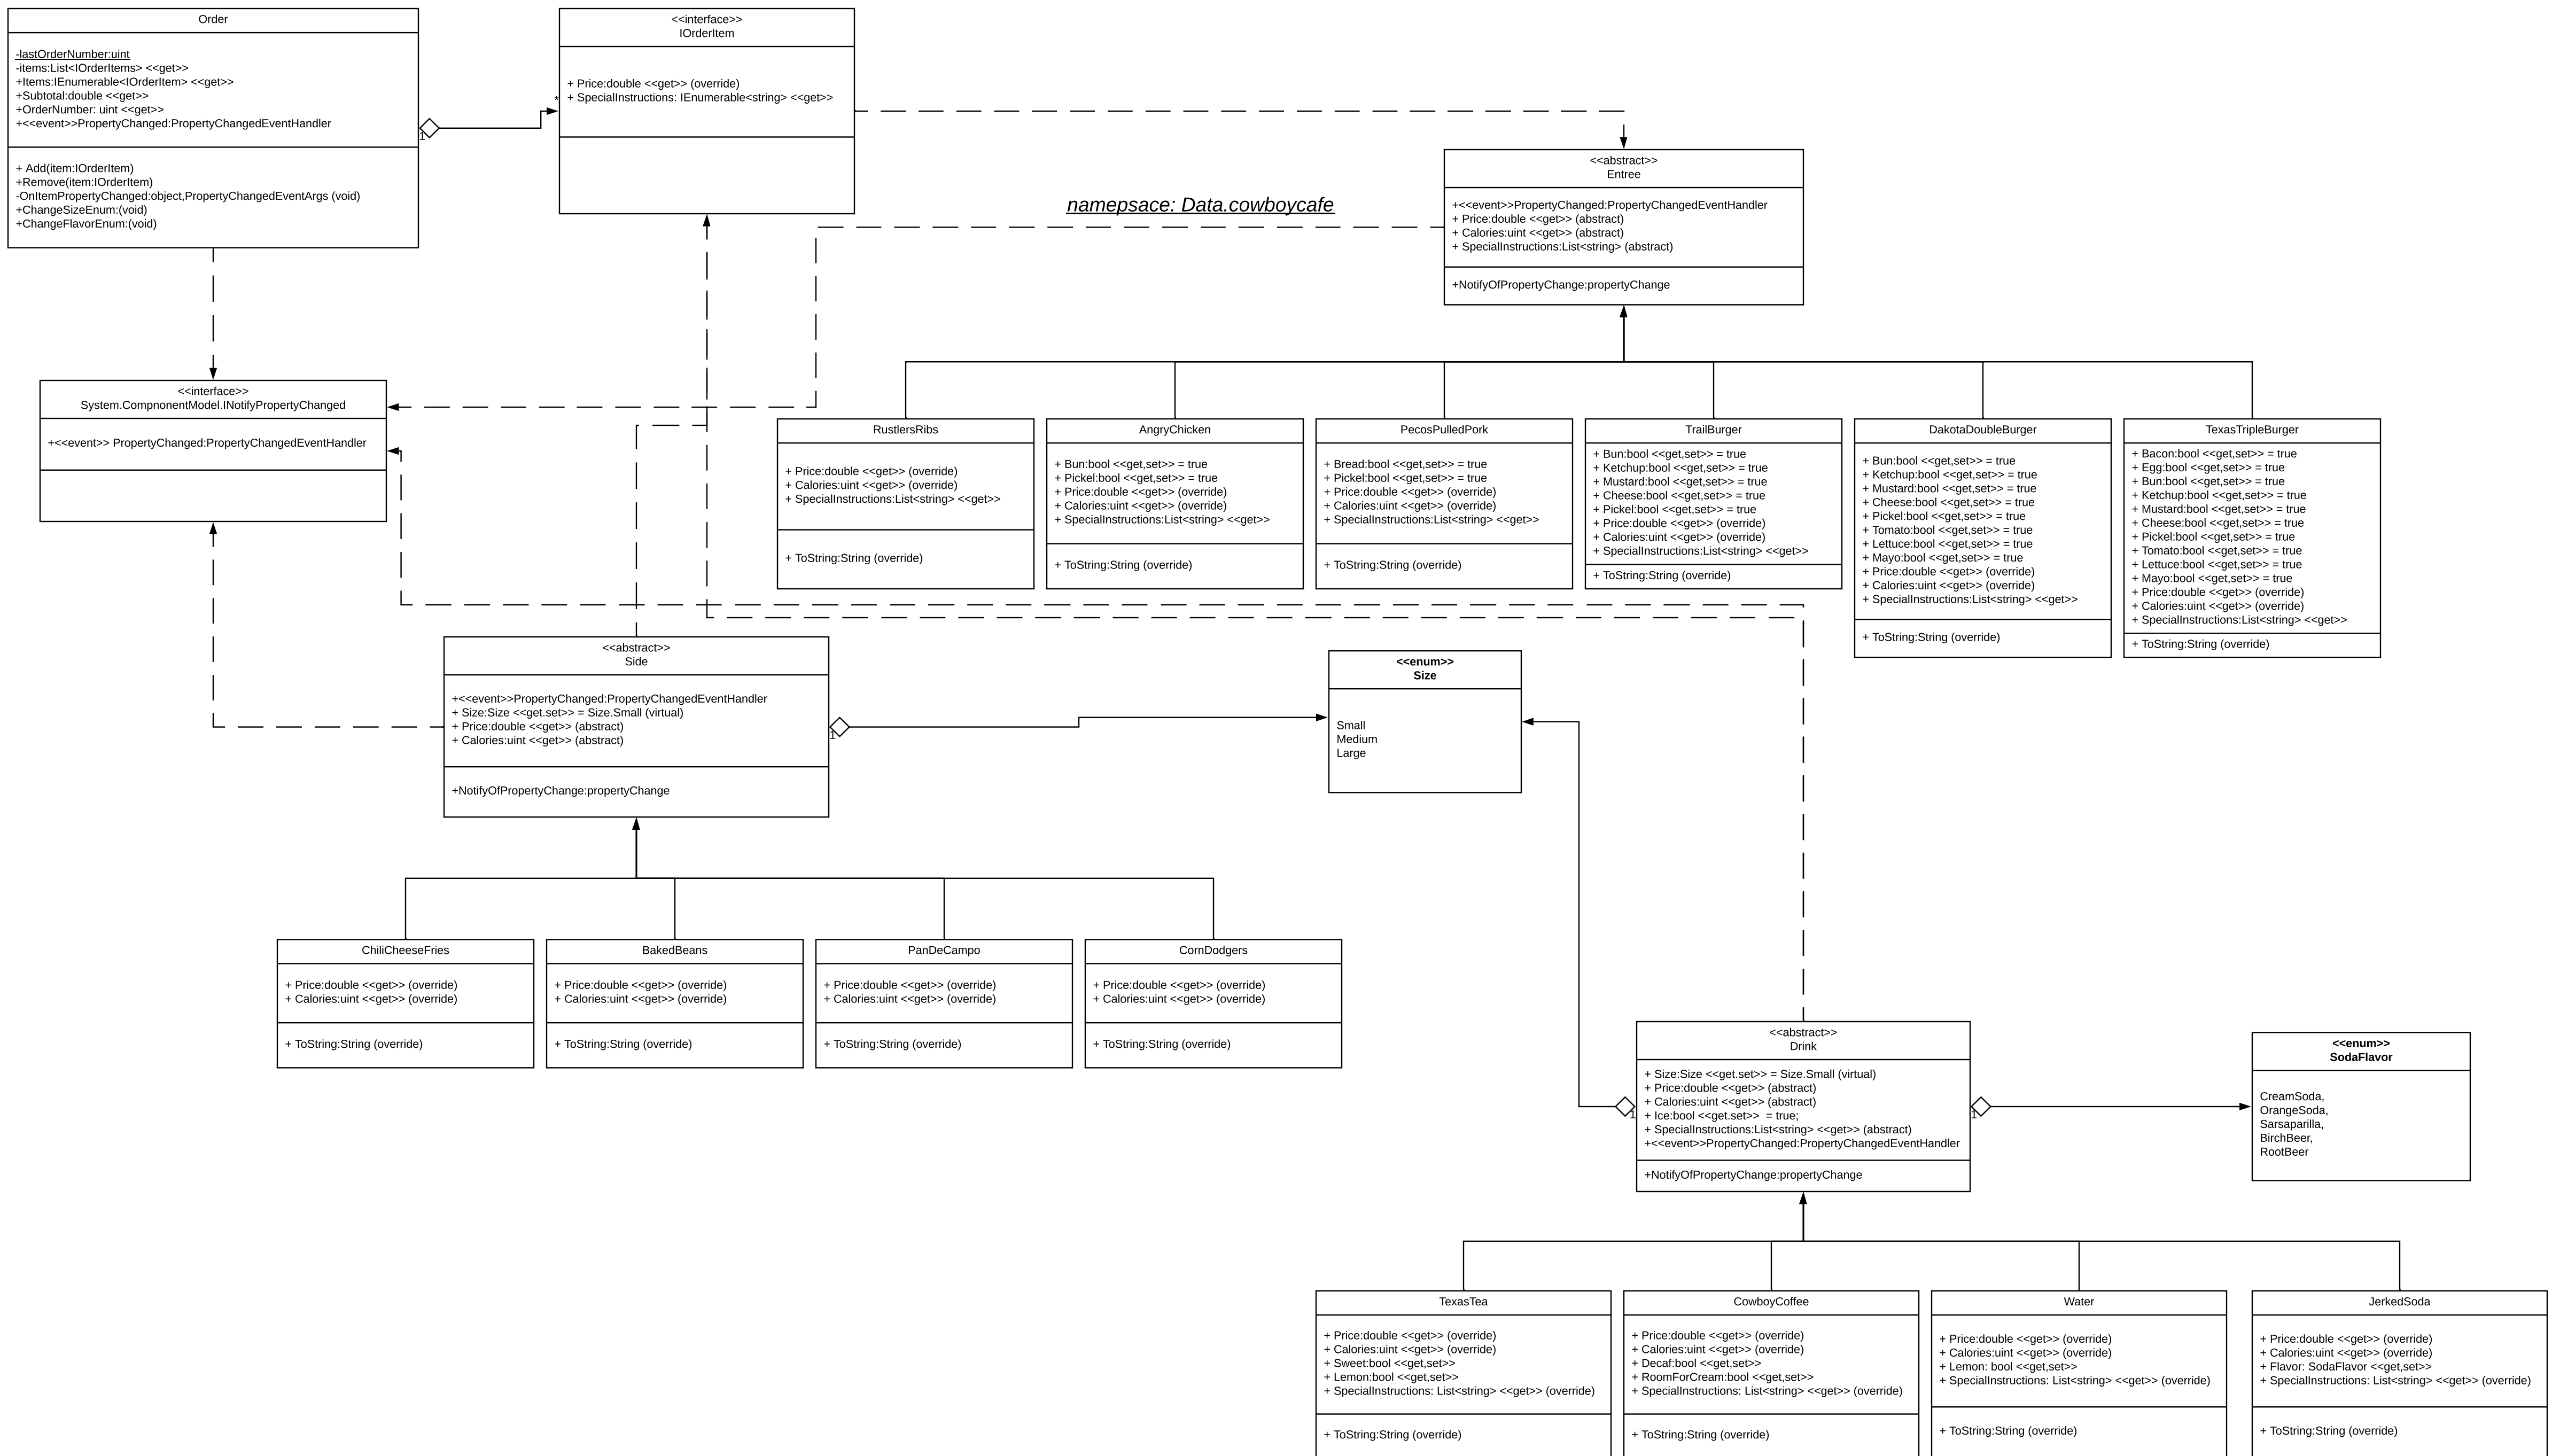 Order
-lastOrderNumber:uint
-items:List<IOrderItems> <<get>>
+Items:IEnumerable<IOrderItem> <<get>>
+Subtotal:double <<get>>
+OrderNumber: uint <<get>>
+<<event>>PropertyChanged:PropertyChangedEventHandler
+ Add(item:IOrderItem)
+Remove(item:IOrderItem)
-OnItemPropertyChanged:object,PropertyChangedEventArgs (void)
+ChangeSizeEnum:(void)
+ChangeFlavorEnum:(void)
1
*
<<interface>>
IOrderItem
+ Price:double <<get>> (override)
+ SpecialInstructions: IEnumerable<string> <<get>>
namepsace: Data.cowboycafe
<<abstract>>
Entree
+<<event>>PropertyChanged:PropertyChangedEventHandler
+ Price:double <<get>> (abstract)
+ Calories:uint <<get>> (abstract)
+ SpecialInstructions:List<string> (abstract)
+NotifyOfPropertyChange:propertyChange
<<interface>>
System.CompnonentModel.INotifyPropertyChanged
+<<event>> PropertyChanged:PropertyChangedEventHandler
RustlersRibs
+ Price:double <<get>> (override)
+ Calories:uint <<get>> (override)
+ SpecialInstructions:List<string> <<get>>
+ ToString:String (override)
AngryChicken
+ Bun:bool <<get,set>> = true
+ Pickel:bool <<get,set>> = true
+ Price:double <<get>> (override)
+ Calories:uint <<get>> (override)
+ SpecialInstructions:List<string> <<get>>
+ ToString:String (override)
PecosPulledPork
+ Bread:bool <<get,set>> = true
+ Pickel:bool <<get,set>> = true
+ Price:double <<get>> (override)
+ Calories:uint <<get>> (override)
+ SpecialInstructions:List<string> <<get>>
+ ToString:String (override)
TrailBurger
+ Bun:bool <<get,set>> = true
+ Ketchup:bool <<get,set>> = true
+ Mustard:bool <<get,set>> = true
+ Cheese:bool <<get,set>> = true
+ Pickel:bool <<get,set>> = true
+ Price:double <<get>> (override)
+ Calories:uint <<get>> (override)
+ SpecialInstructions:List<string> <<get>>
+ ToString:String (override)
DakotaDoubleBurger
+ Bun:bool <<get,set>> = true
+ Ketchup:bool <<get,set>> = true
+ Mustard:bool <<get,set>> = true
+ Cheese:bool <<get,set>> = true
+ Pickel:bool <<get,set>> = true
+ Tomato:bool <<get,set>> = true
+ Lettuce:bool <<get,set>> = true
+ Mayo:bool <<get,set>> = true
+ Price:double <<get>> (override)
+ Calories:uint <<get>> (override)
+ SpecialInstructions:List<string> <<get>>
+ ToString:String (override)
TexasTripleBurger
+ Bacon:bool <<get,set>> = true
+ Egg:bool <<get,set>> = true
+ Bun:bool <<get,set>> = true
+ Ketchup:bool <<get,set>> = true
+ Mustard:bool <<get,set>> = true
+ Cheese:bool <<get,set>> = true
+ Pickel:bool <<get,set>> = true
+ Tomato:bool <<get,set>> = true
+ Lettuce:bool <<get,set>> = true
+ Mayo:bool <<get,set>> = true
+ Price:double <<get>> (override)
+ Calories:uint <<get>> (override)
+ SpecialInstructions:List<string> <<get>>
+ ToString:String (override)
<<abstract>>
Side
+<<event>>PropertyChanged:PropertyChangedEventHandler
+ Size:Size <<get.set>> = Size.Small (virtual)
+ Price:double <<get>> (abstract)
+ Calories:uint <<get>> (abstract)
+NotifyOfPropertyChange:propertyChange
1
<<enum>>
Size
Small
Medium
Large
ChiliCheeseFries
+ Price:double <<get>> (override)
+ Calories:uint <<get>> (override)
+ ToString:String (override)
BakedBeans
+ Price:double <<get>> (override)
+ Calories:uint <<get>> (override)
+ ToString:String (override)
PanDeCampo
+ Price:double <<get>> (override)
+ Calories:uint <<get>> (override)
+ ToString:String (override)
CornDodgers
+ Price:double <<get>> (override)
+ Calories:uint <<get>> (override)
+ ToString:String (override)
<<abstract>>
Drink
+ Size:Size <<get.set>> = Size.Small (virtual)
+ Price:double <<get>> (abstract)
+ Calories:uint <<get>> (abstract)
+ Ice:bool <<get.set>>  = true;
+ SpecialInstructions:List<string> <<get>> (abstract)
+<<event>>PropertyChanged:PropertyChangedEventHandler
+NotifyOfPropertyChange:propertyChange
1
1
<<enum>>
SodaFlavor
CreamSoda,
OrangeSoda,
Sarsaparilla,
BirchBeer,
RootBeer
TexasTea
+ Price:double <<get>> (override)
+ Calories:uint <<get>> (override)
+ Sweet:bool <<get,set>>
+ Lemon:bool <<get,set>>
+ SpecialInstructions: List<string> <<get>> (override)
+ ToString:String (override)
CowboyCoffee
+ Price:double <<get>> (override)
+ Calories:uint <<get>> (override)
+ Decaf:bool <<get,set>>
+ RoomForCream:bool <<get,set>>
+ SpecialInstructions: List<string> <<get>> (override)
+ ToString:String (override)
Water
+ Price:double <<get>> (override)
+ Calories:uint <<get>> (override)
+ Lemon: bool <<get,set>>
+ SpecialInstructions: List<string> <<get>> (override)
+ ToString:String (override)
JerkedSoda
+ Price:double <<get>> (override)
+ Calories:uint <<get>> (override)
+ Flavor: SodaFlavor <<get,set>>
+ SpecialInstructions: List<string> <<get>> (override)
+ ToString:String (override)